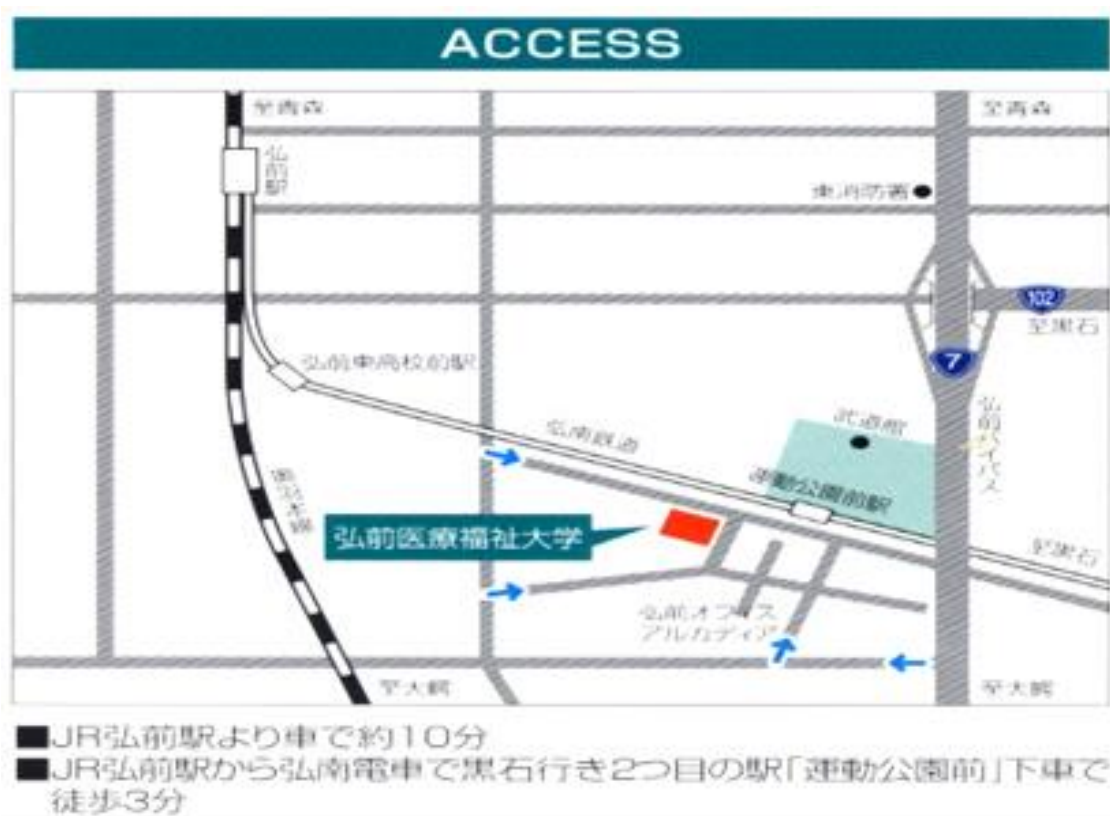 ACCESS
至青森
至青森
弘前駅
東消防署
102
至黒石
弘前東高校前駅
7
弘前バイパス
武道館
弘南鉄道
運動公園前駅
奥羽本線
弘前医療福祉大学
至黒石
弘前オフィス
アルカディア
至大鰐
至大鰐
■JR弘前駅より車で約10分
■JR弘前駅から弘南電車で黒石行き2つ目の駅「運動公園前」下車で
徒歩3分